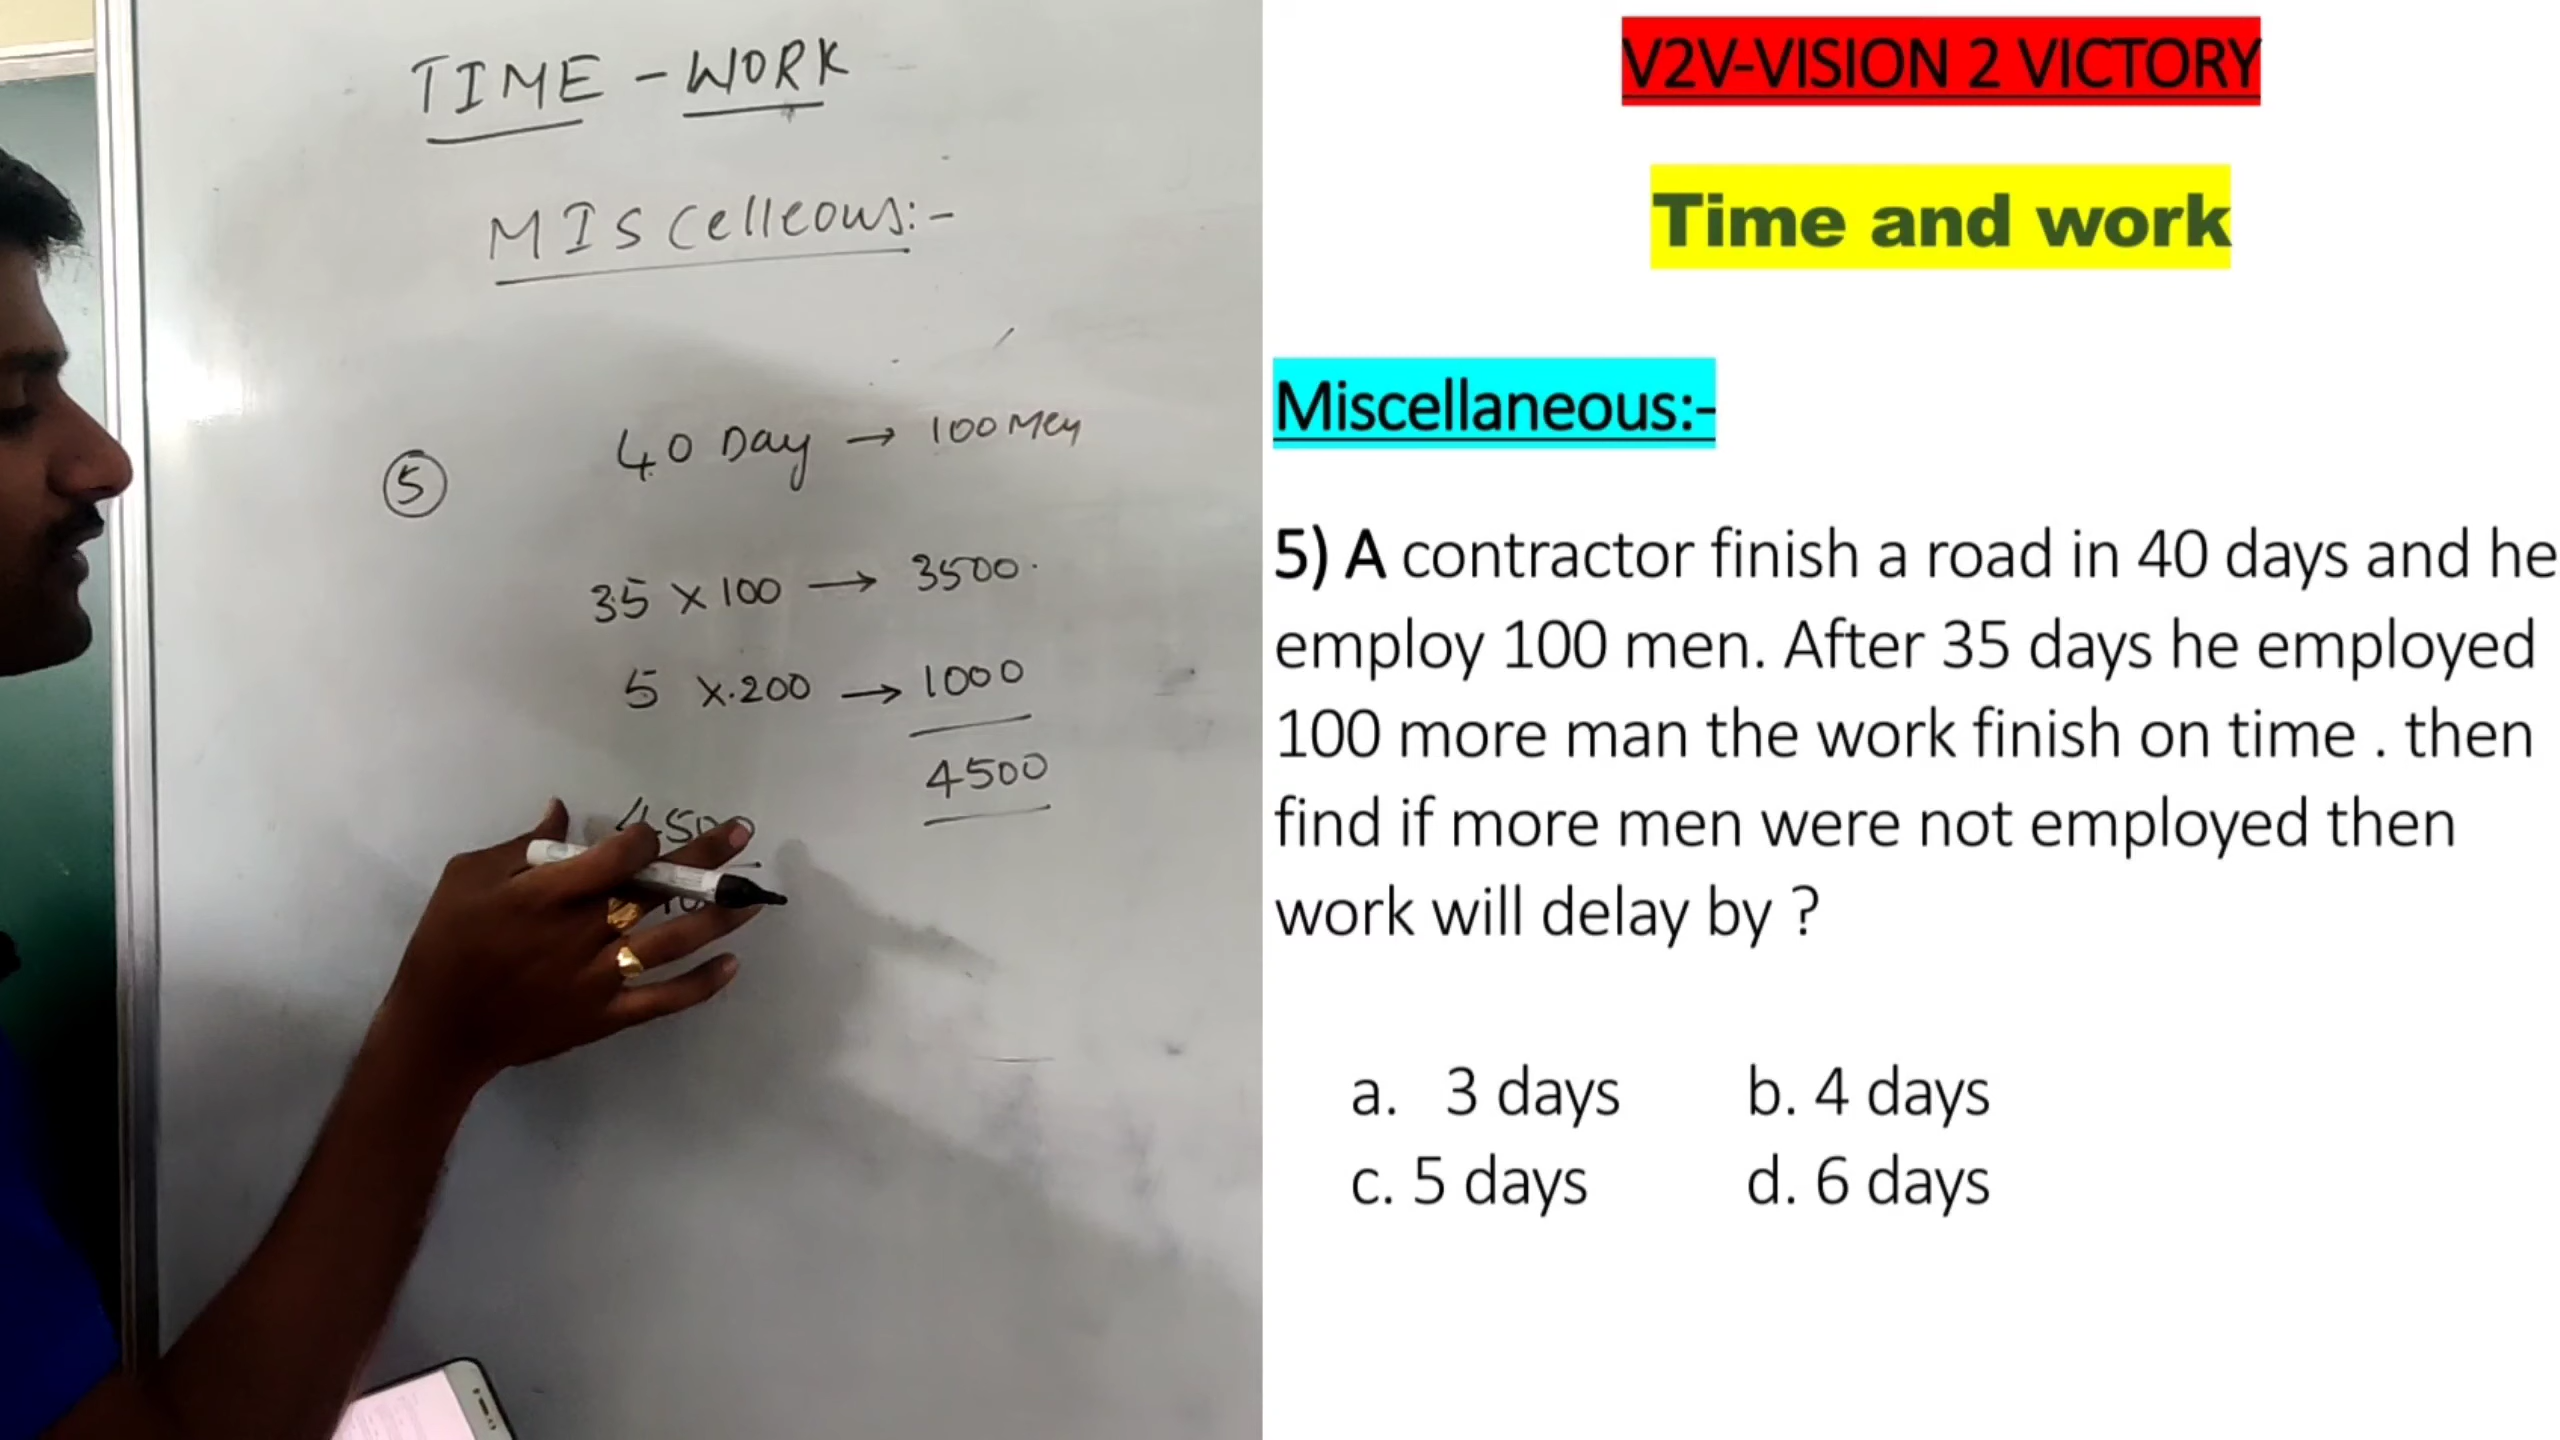 TIME - WORK
MIScelleous:-
5
40 Day → 100 Men
35 X 100 → 3500.
5 X.200 → 1000
4500
4500
V2V-VISION 2 VICTORY
Time and work
Miscellaneous:-
5) A contractor finish a road in 40 days and he
employ 100 men. After 35 days he employed
100 more man the work finish on time . then
find if more men were not employed then
work will delay by ?
a. 3 days b. 4 days
c. 5 days d. 6 days